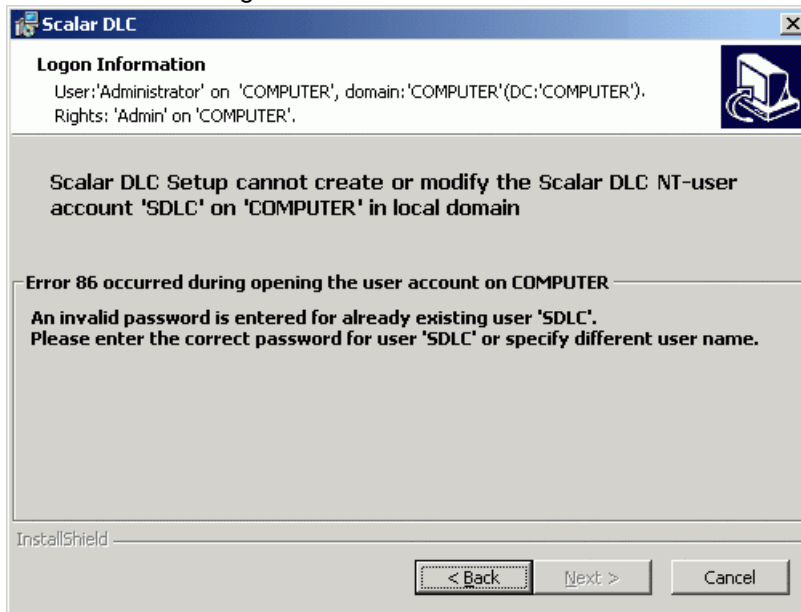 Scalar DLC
Logon Information
User:'Administrator' on 'COMPUTER', domain:'COMPUTER'(DC:'COMPUTER').
Rights: 'Admin' on 'COMPUTER'.
Scalar DLC Setup cannot create or modify the Scalar DLC NT-user
account 'SDLC' on 'COMPUTER' in local domain
Error 86 occurred during opening the user account on COMPUTER
An invalid password is entered for already existing user 'SDLC'.
Please enter the correct password for user 'SDLC' or specify different user name.
InstallShield
< Back Next > Cancel